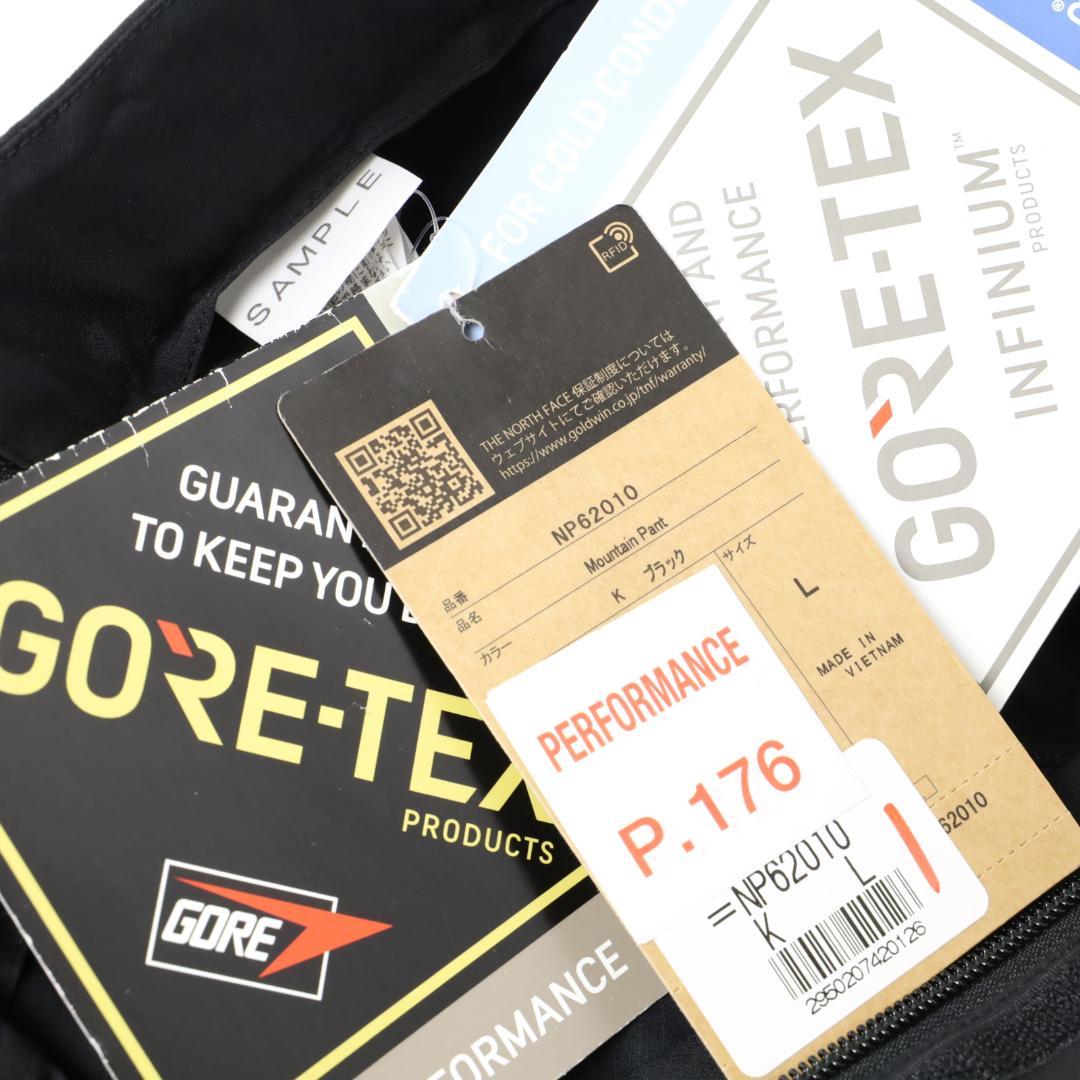 SAMPLE
FOR COLD
GORE-TEX
INFINIUM™
PRODUCTS
AND
PERFORMANCE
RFID
THE NORTH FACE 保証制度については
ウェブサイトにてご確認いただけます。
https://www.goldwin.co.jp/tnf/warranty/
品番 NP62010
品名 Mountain Pant
カラー K ブラック
サイズ
L
MADE IN
VIETNAM
PERFORMANCE
P.176
62010
=NP62010
K L
2950207420126
GUARAN
TO KEEP YOU
GORE-TEX
PRODUCTS
GORE
FORMANCE